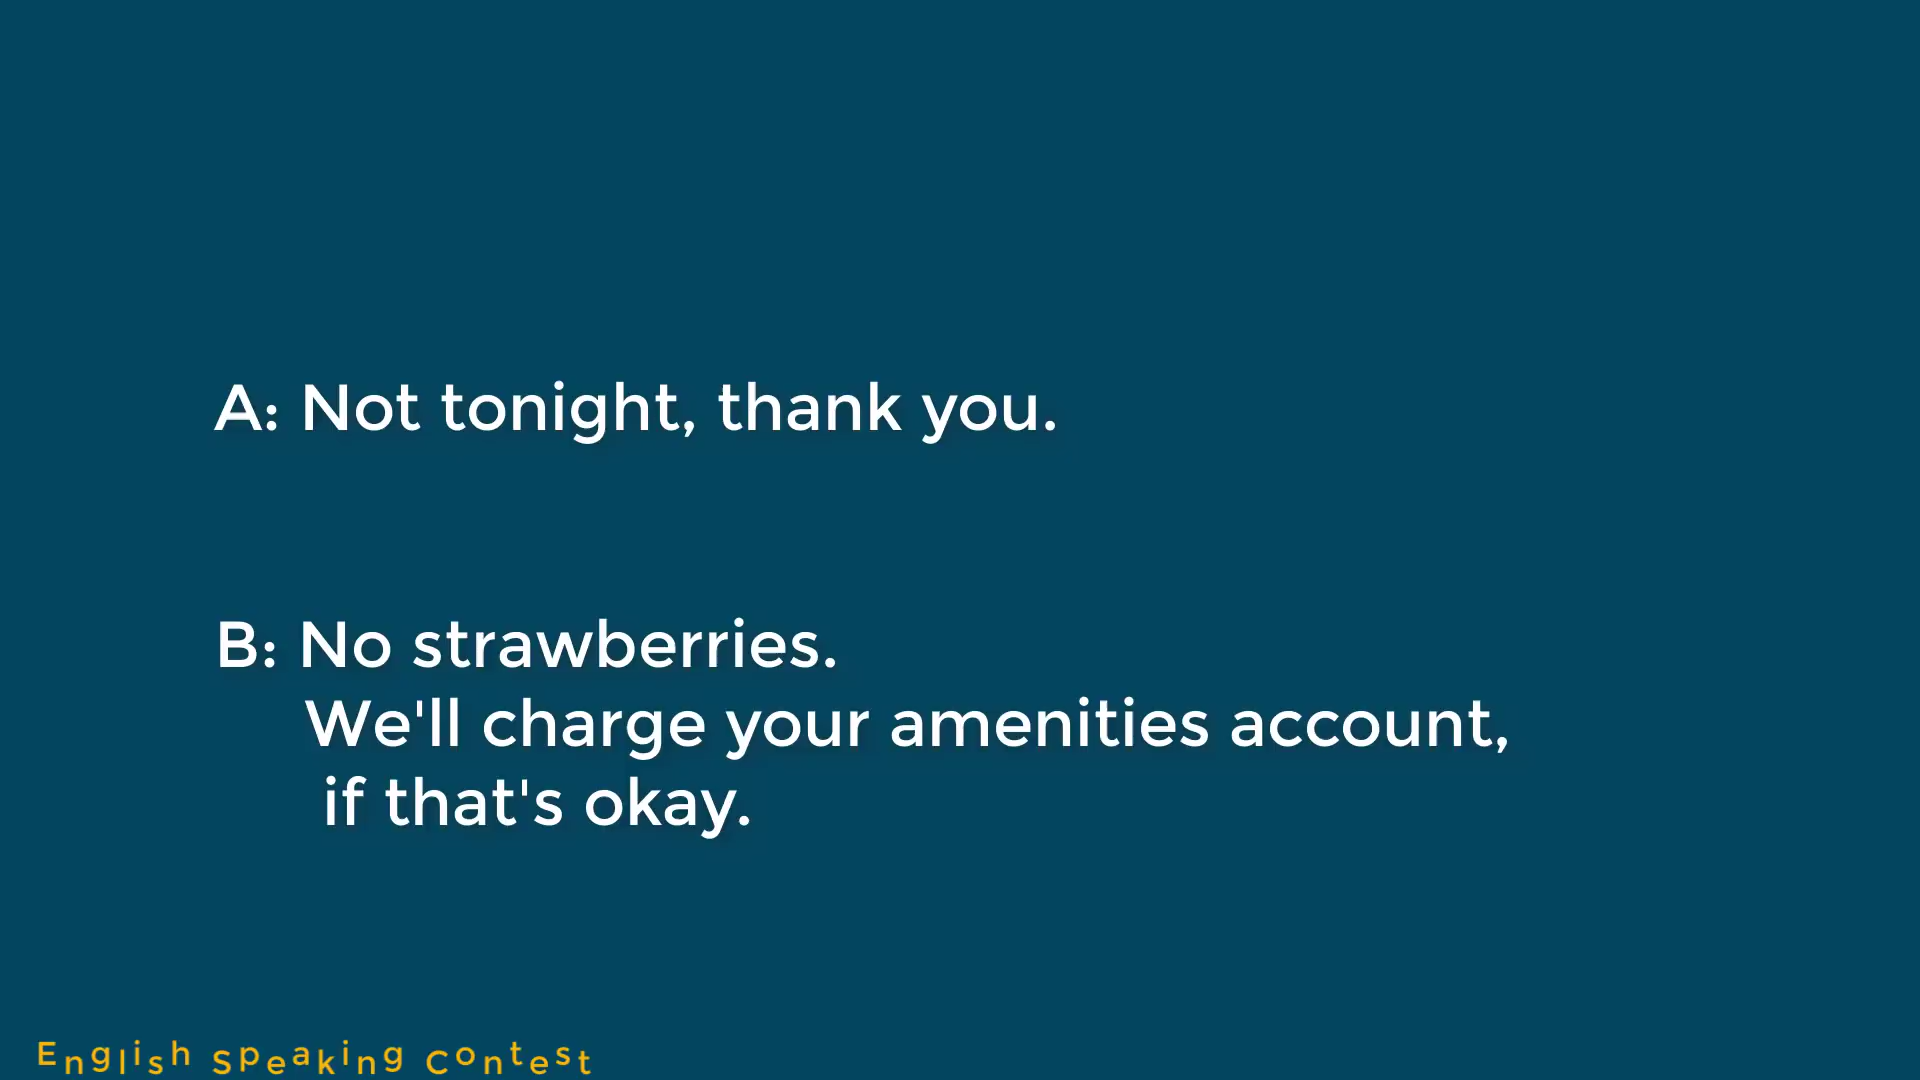 A: Not tonight, thank you.
B: No strawberries.
We'll charge your amenities account,
if that's okay.
English Speaking Contest